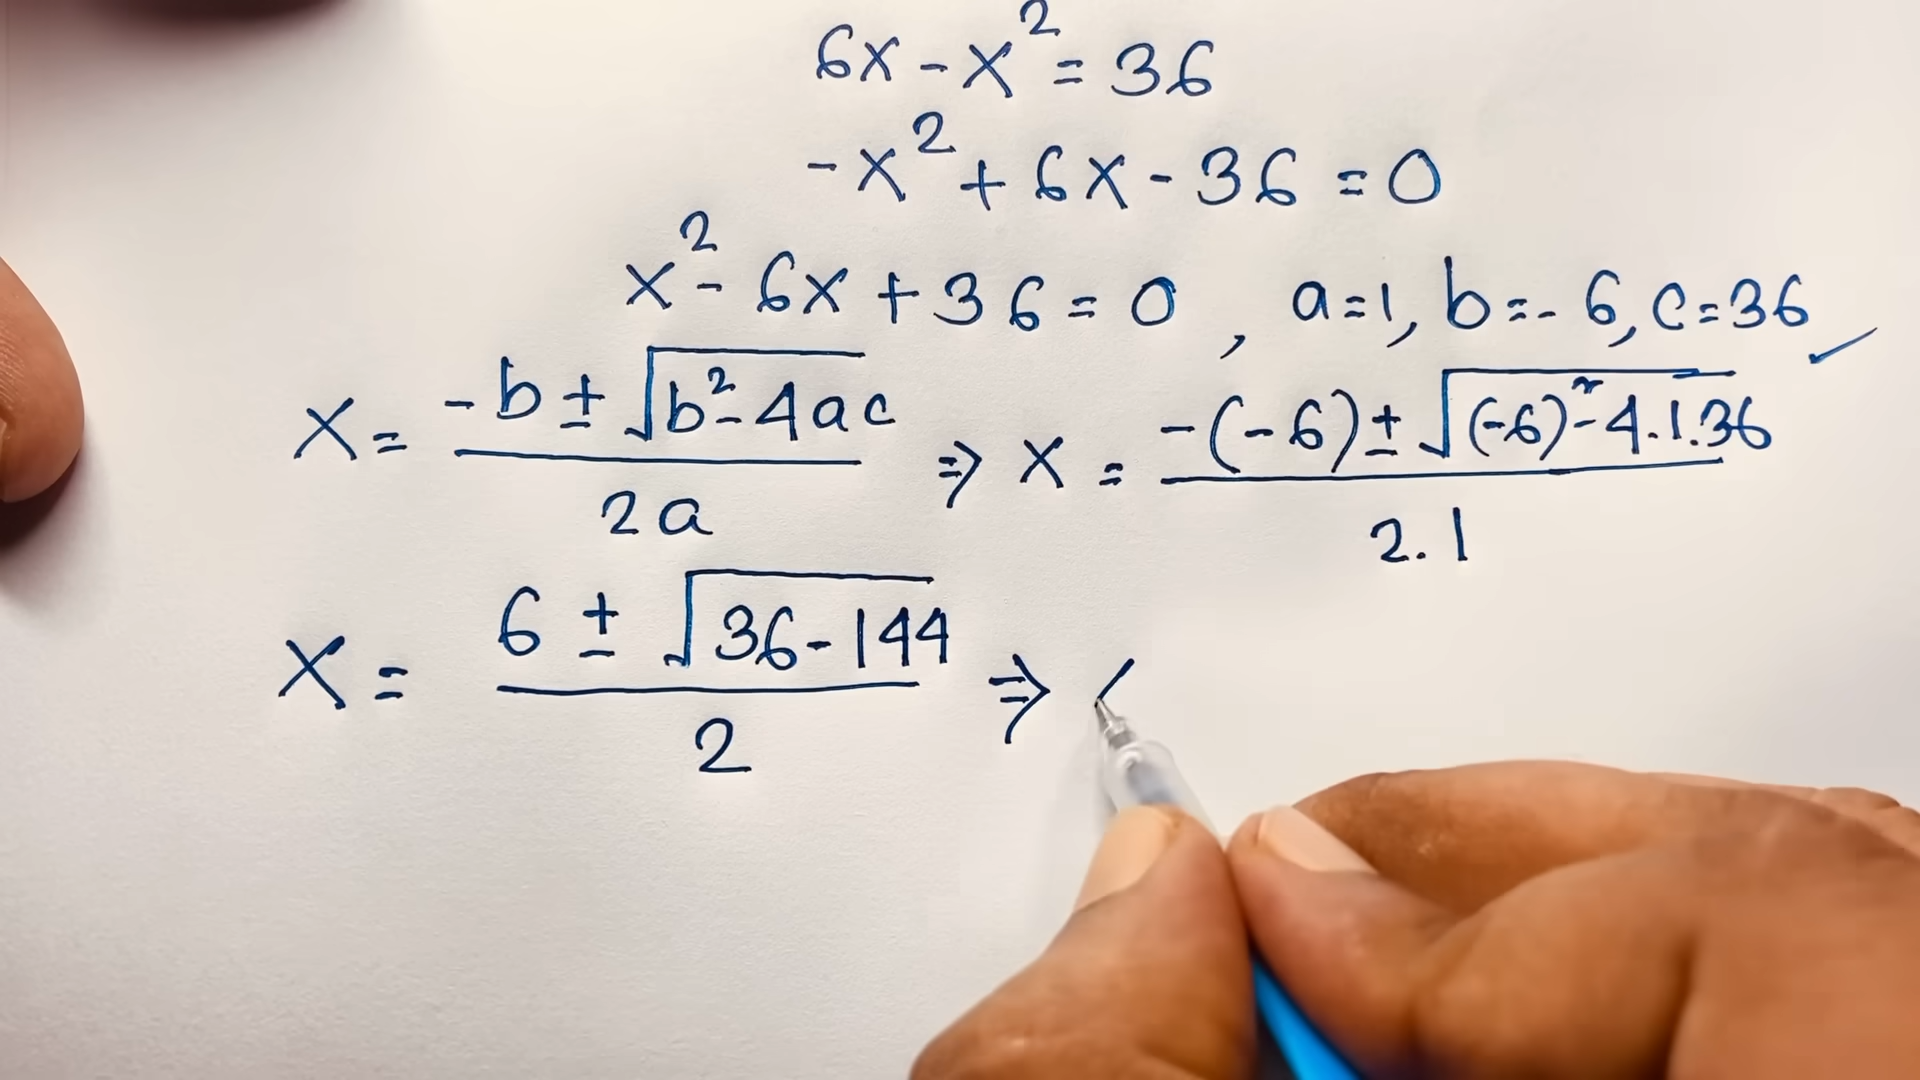 6x - x² = 36
-x² + 6x - 36 = 0
x² - 6x + 36 = 0 , a=1, b=-6, c=36 ✓
x = (-b ± √(b² - 4ac)) / 2a ⇒ x = (-(-6) ± √((-6)² - 4.1.36)) / 2.1
x = (6 ± √(36 - 144)) / 2 ⇒